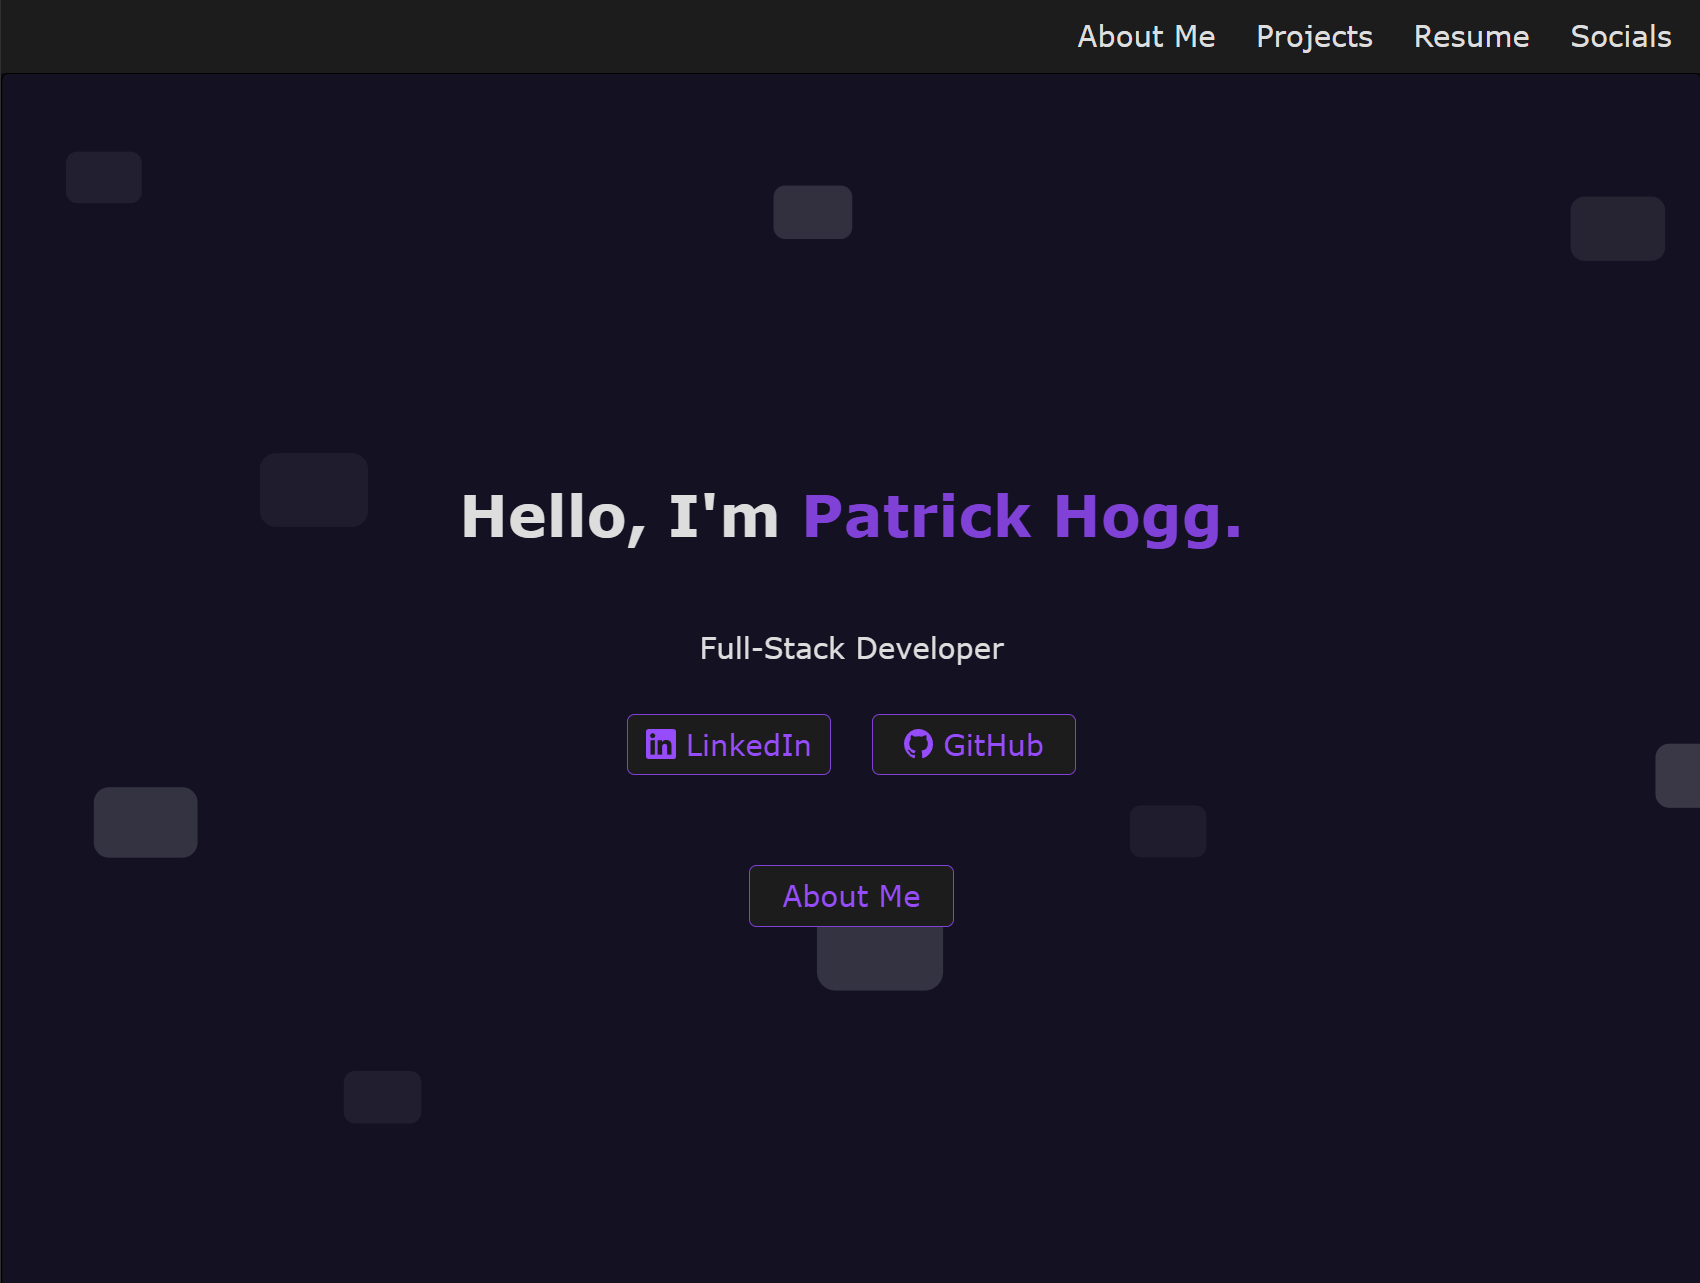 About Me Projects Resume Socials
Hello, I'm Patrick Hogg.
Full-Stack Developer
LinkedIn GitHub
About Me